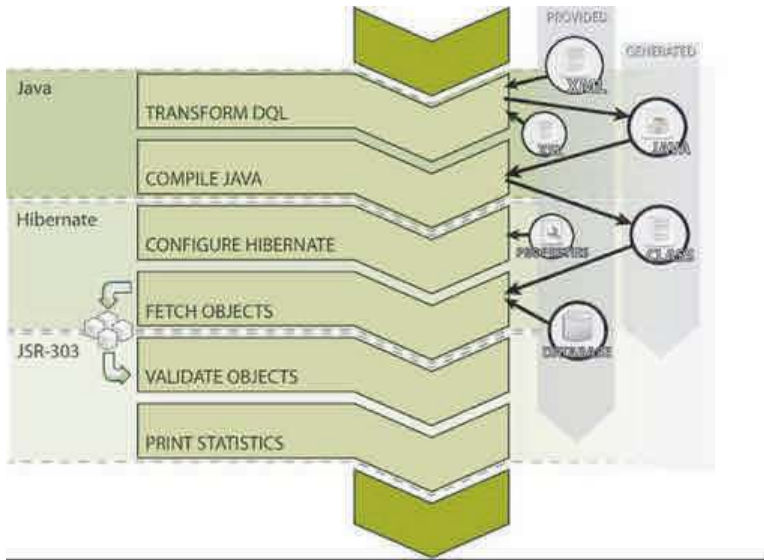 PROVIDED
GENERATED
XML
Java
TRANSFORM DQL
JAVA
XSL
COMPILE JAVA
Hibernate
CONFIGURE HIBERNATE
PROPERTIES
CLASS
FETCH OBJECTS
DATABASE
JSR-303
VALIDATE OBJECTS
PRINT STATISTICS